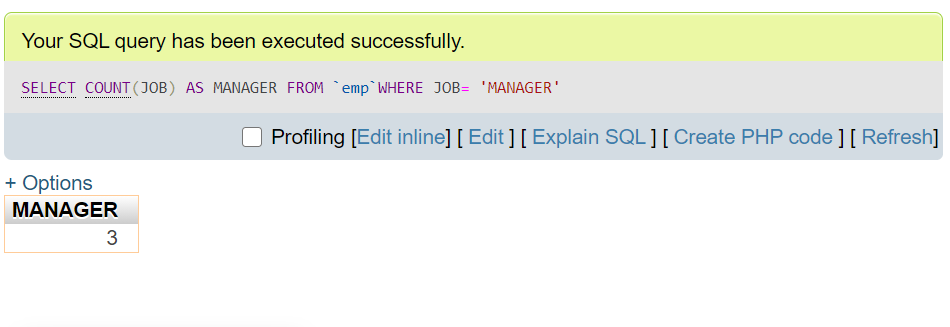 Your SQL query has been executed successfully.
SELECT COUNT(JOB) AS MANAGER FROM `emp`WHERE JOB= 'MANAGER'
Profiling [Edit inline] [ Edit ] [ Explain SQL ] [ Create PHP code ] [ Refresh]
+ Options
MANAGER
3